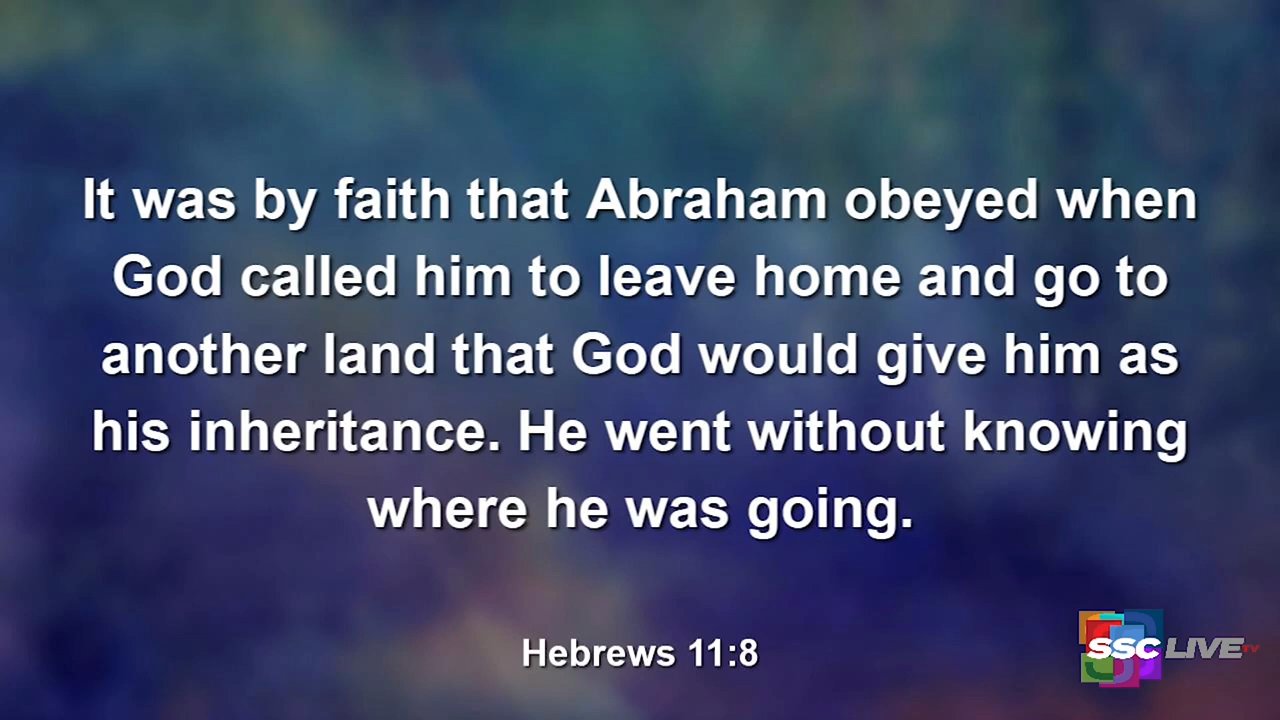 It was by faith that Abraham obeyed when
God called him to leave home and go to
another land that God would give him as
his inheritance. He went without knowing
where he was going.
Hebrews 11:8
SSC LIVE TV